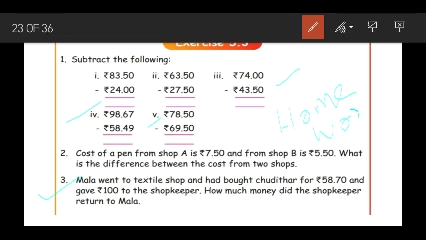 23 OF 36
Exercise 5.3
1. Subtract the following:
i. ₹83.50 ii. ₹63.50 iii. ₹74.00
- ₹24.00 - ₹27.50 - ₹43.50
iv. ₹98.67 v. ₹78.50
- ₹58.49 - ₹69.50
Home
Wor
2. Cost of a pen from shop A is ₹7.50 and from shop B is ₹5.50. What
is the difference between the cost from two shops.
3. Mala went to textile shop and had bought chudithar for ₹58.70 and
gave ₹100 to the shopkeeper. How much money did the shopkeeper
return to Mala.